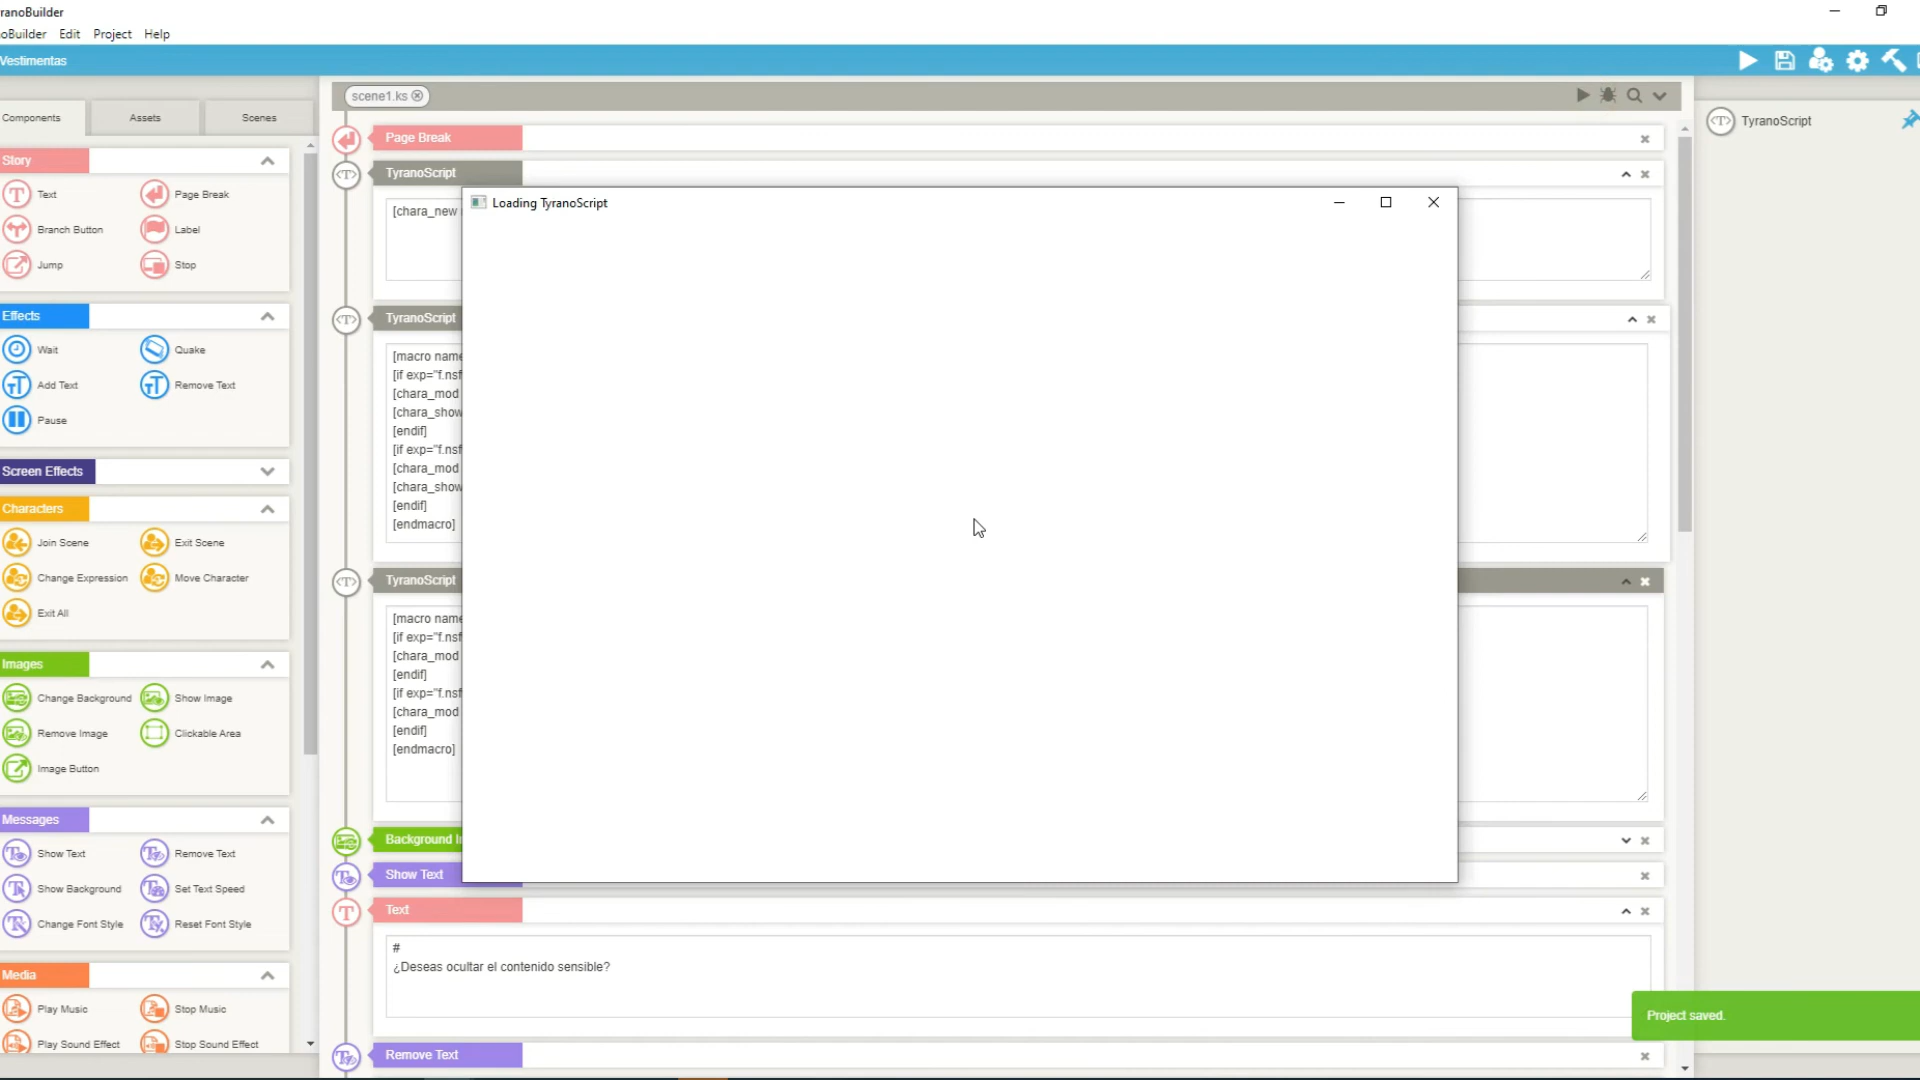 ranoBuilder
oBuilder Edit Project Help
Vestimentas
Components Assets Scenes
scene1.ks
TyranoScript
Story
Text Page Break
Branch Button Label
Jump Stop
Effects
Wait Quake
Add Text Remove Text
Pause
Screen Effects
Characters
Join Scene Exit Scene
Change Expression Move Character
Exit All
Images
Change Background Show Image
Remove Image Clickable Area
Image Button
Messages
Show Text Remove Text
Show Background Set Text Speed
Change Font Style Reset Font Style
Media
Play Music Stop Music
Play Sound Effect Stop Sound Effect
Page Break
TyranoScript
[chara_new
Loading TyranoScript
TyranoScript
[macro name
[if exp="f.nsf
[chara_mod
[chara_show
[endif]
[if exp="f.nsf
[chara_mod
[chara_show
[endif]
[endmacro]
TyranoScript
[macro name
[if exp="f.nsf
[chara_mod
[endif]
[if exp="f.nsf
[chara_mod
[endif]
[endmacro]
Background
Show Text
Text
#
¿Deseas ocultar el contenido sensible?
Remove Text
Project saved.